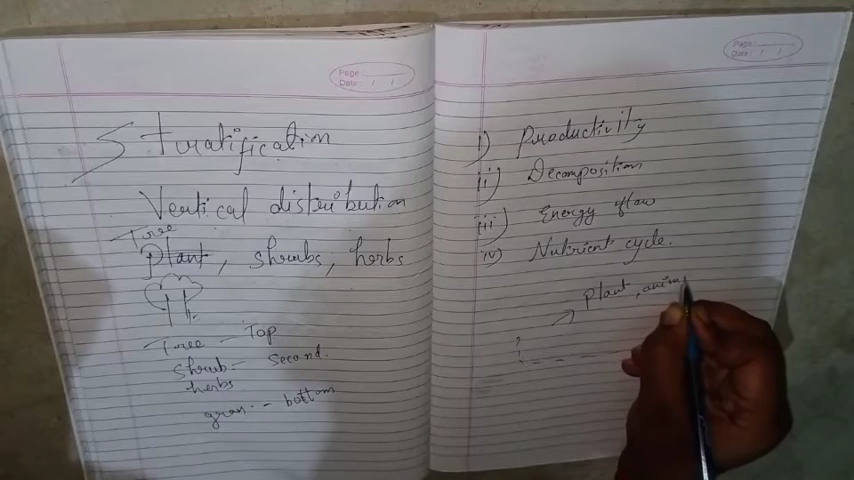 Page:
Date: / /
Stratification
Vertical distribution
Tree
Plant, shrubs, herbs
Tree - Top
Shrub - second.
herbs
gras. - bottom
Page:
Date: / /
i) Productivity
ii) Decomposition
iii) Energy flow
iv) Nutrient cycle.
Plant, anim